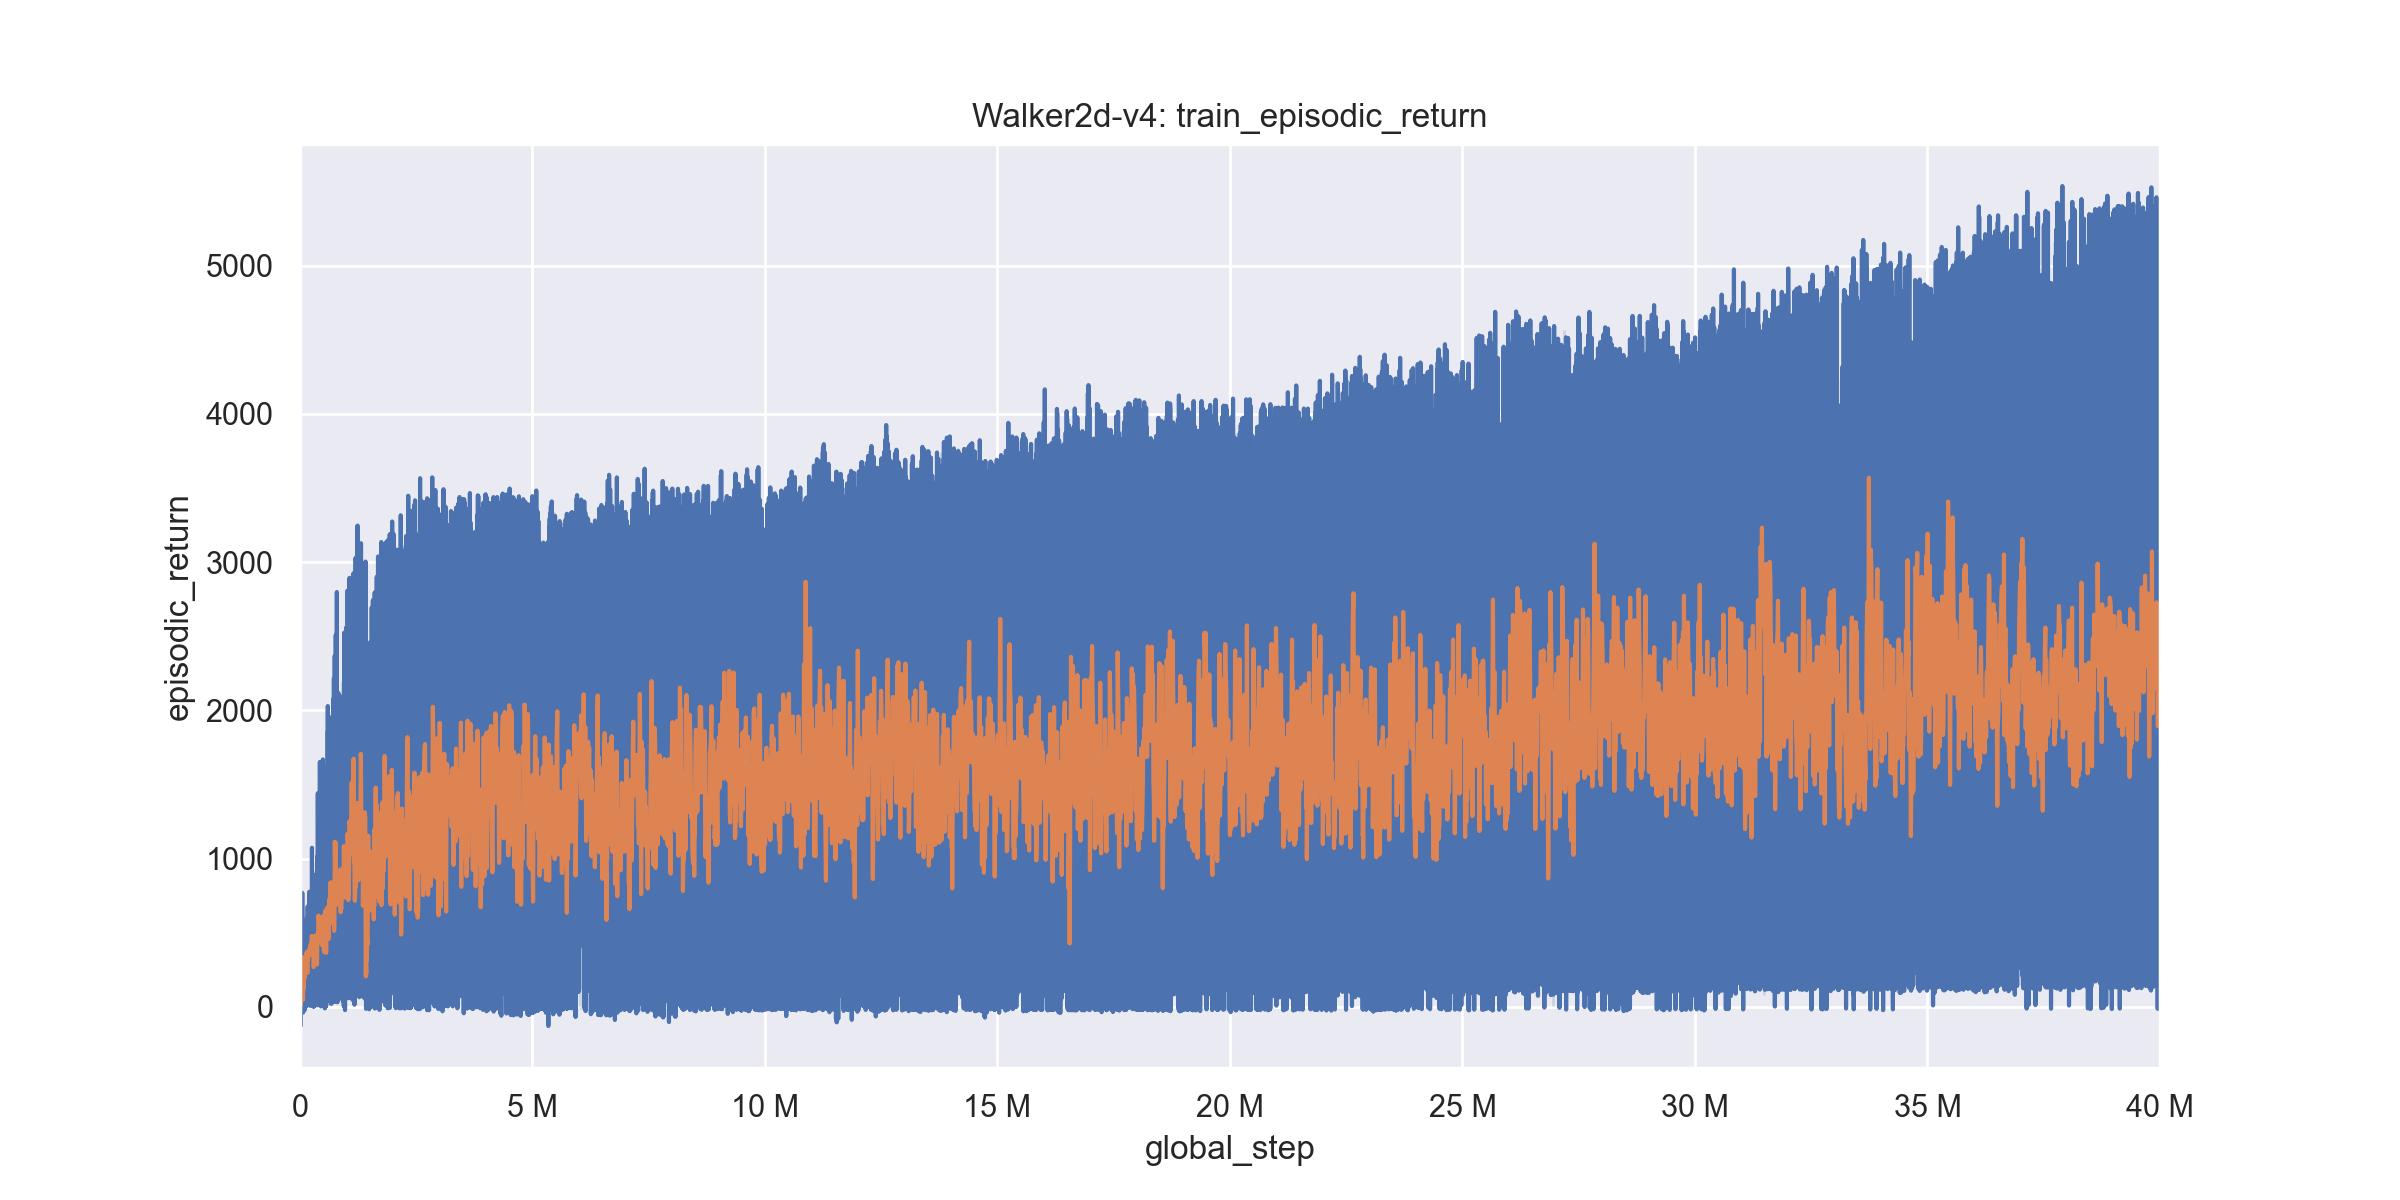 Walker2d-v4: train_episodic_return
episodic_return
5000
4000
3000
2000
1000
0
0 5 M 10 M 15 M 20 M 25 M 30 M 35 M 40 M
global_step